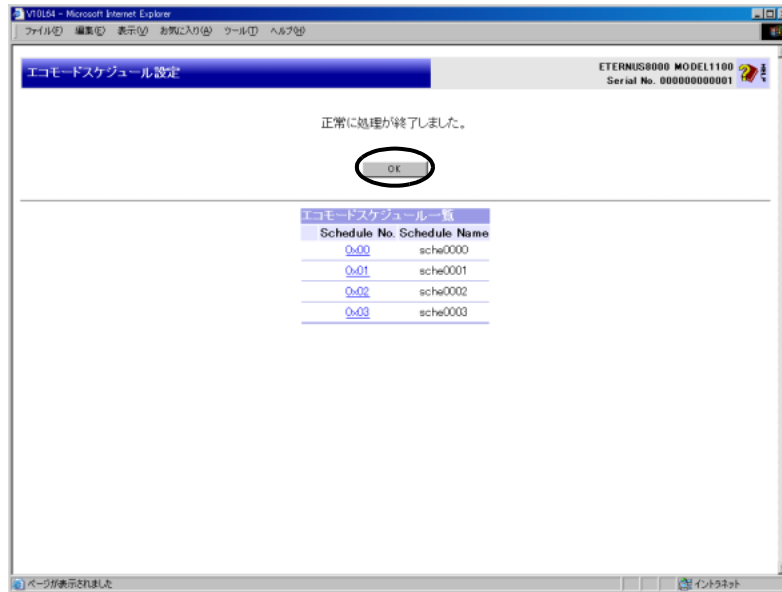 V10L64 - Microsoft Internet Explorer
ファイル(F) 編集(E) 表示(V) お気に入り(A) ツール(T) ヘルプ(H)
エコモードスケジュール設定
ETERNUS8000 MODEL1100
Serial No. 000000000001
HELP
正常に処理が終了しました。
OK
エコモードスケジュール一覧
Schedule No. Schedule Name
0x00 sche0000
0x01 sche0001
0x02 sche0002
0x03 sche0003
ページが表示されました
イントラネット